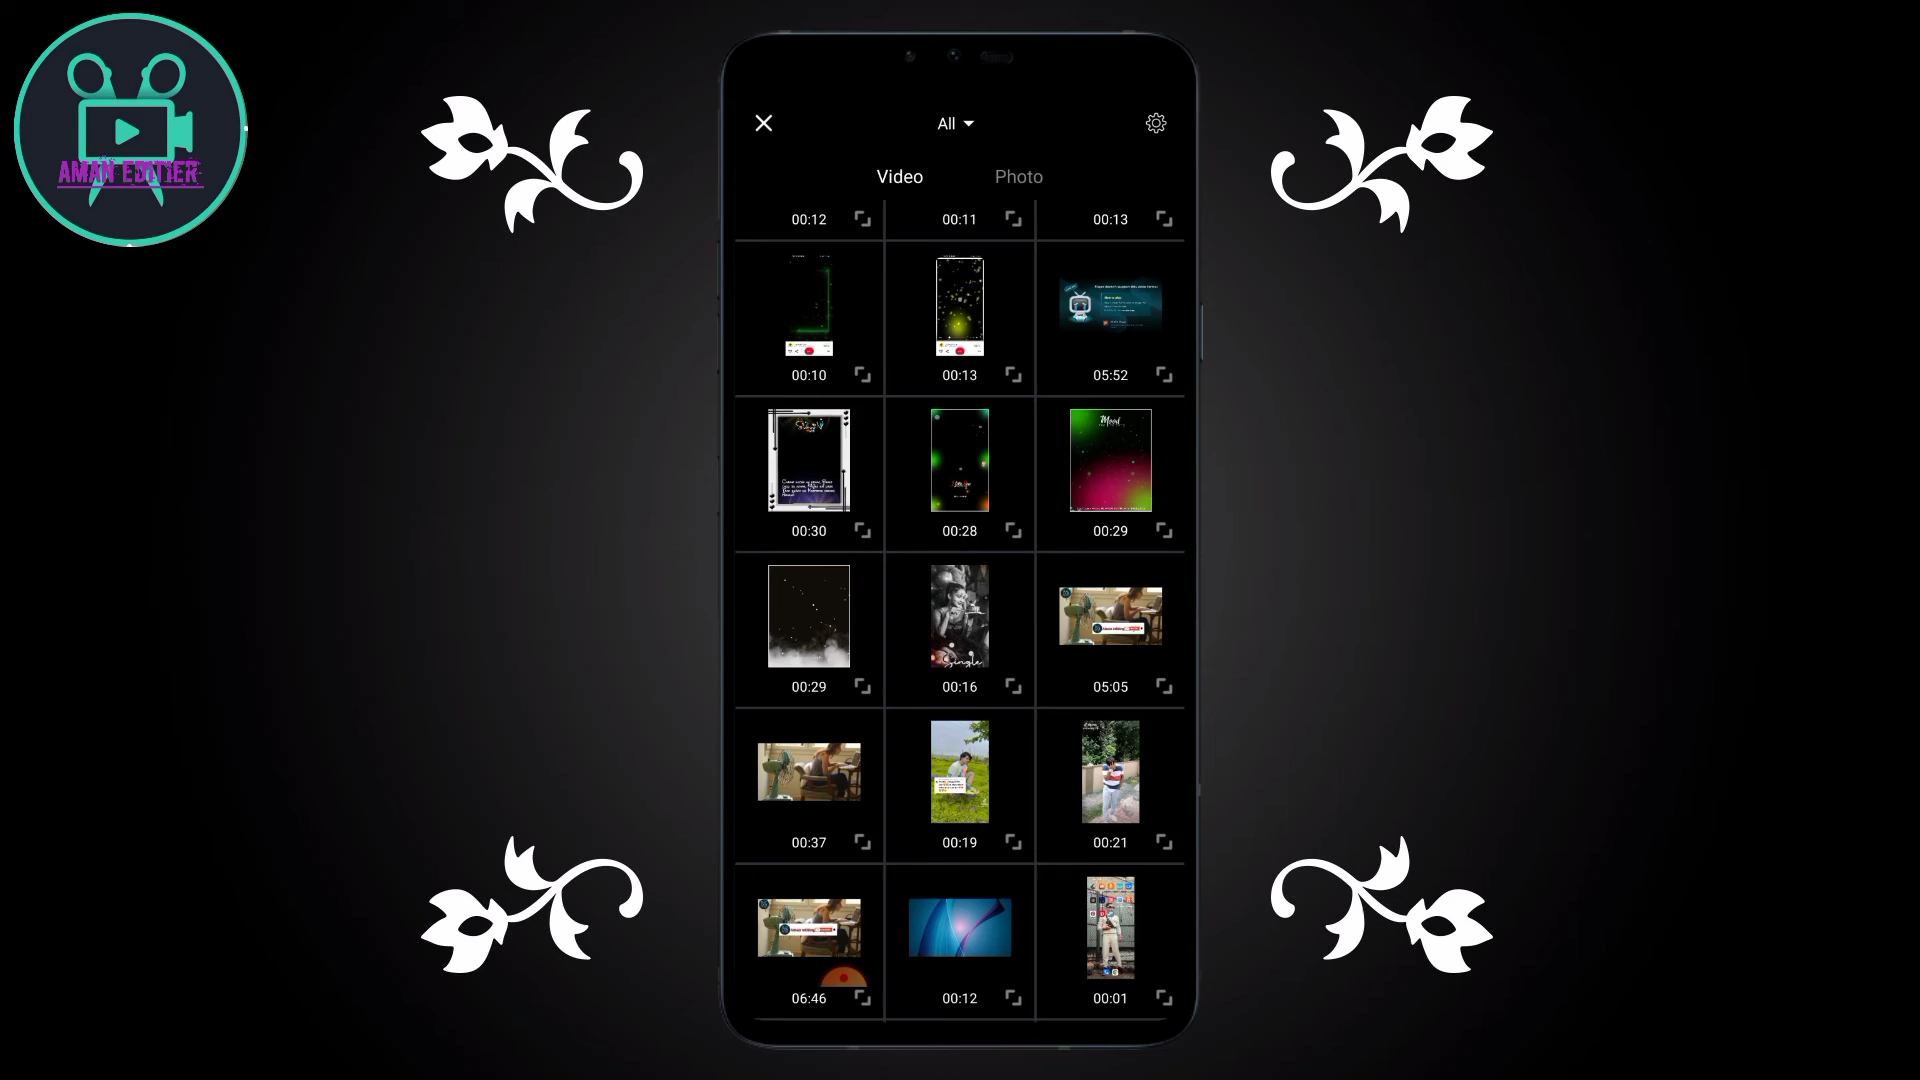 AMAN EDITIER
All
Video Photo
00:12 00:11 00:13
00:10 00:13 05:52
Mood
00:30 00:28 00:29
Single
00:29 00:16 05:05
00:37 00:19 00:21
06:46 00:12 00:01